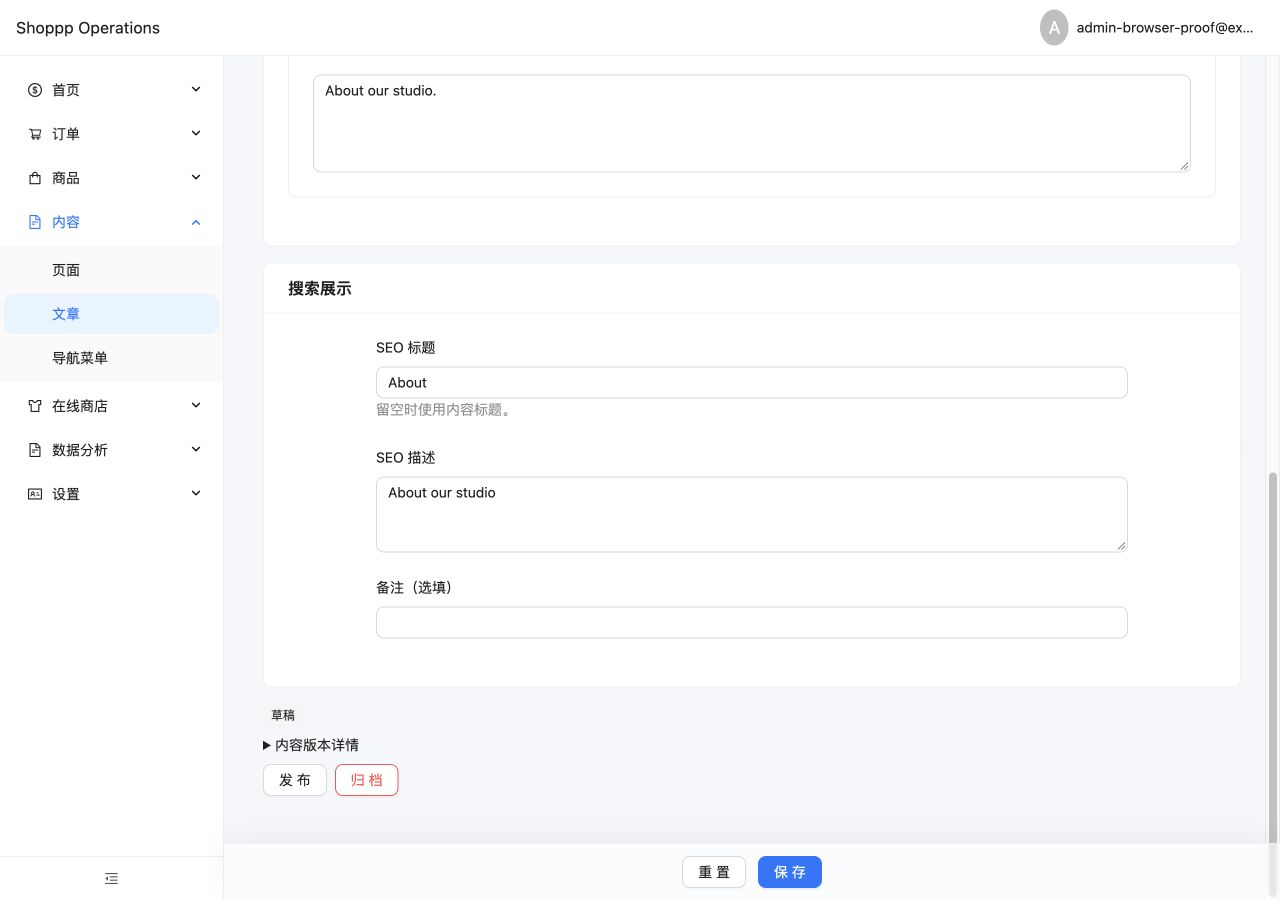 Shoppp Operations
A
admin-browser-proof@ex...
首页
订单
商品
内容
页面
文章
导航菜单
在线商店
数据分析
设置
About our studio.
搜索展示
SEO 标题
About
留空时使用内容标题。
SEO 描述
About our studio
备注（选填）
草稿
内容版本详情
发布
归档
重置
保存